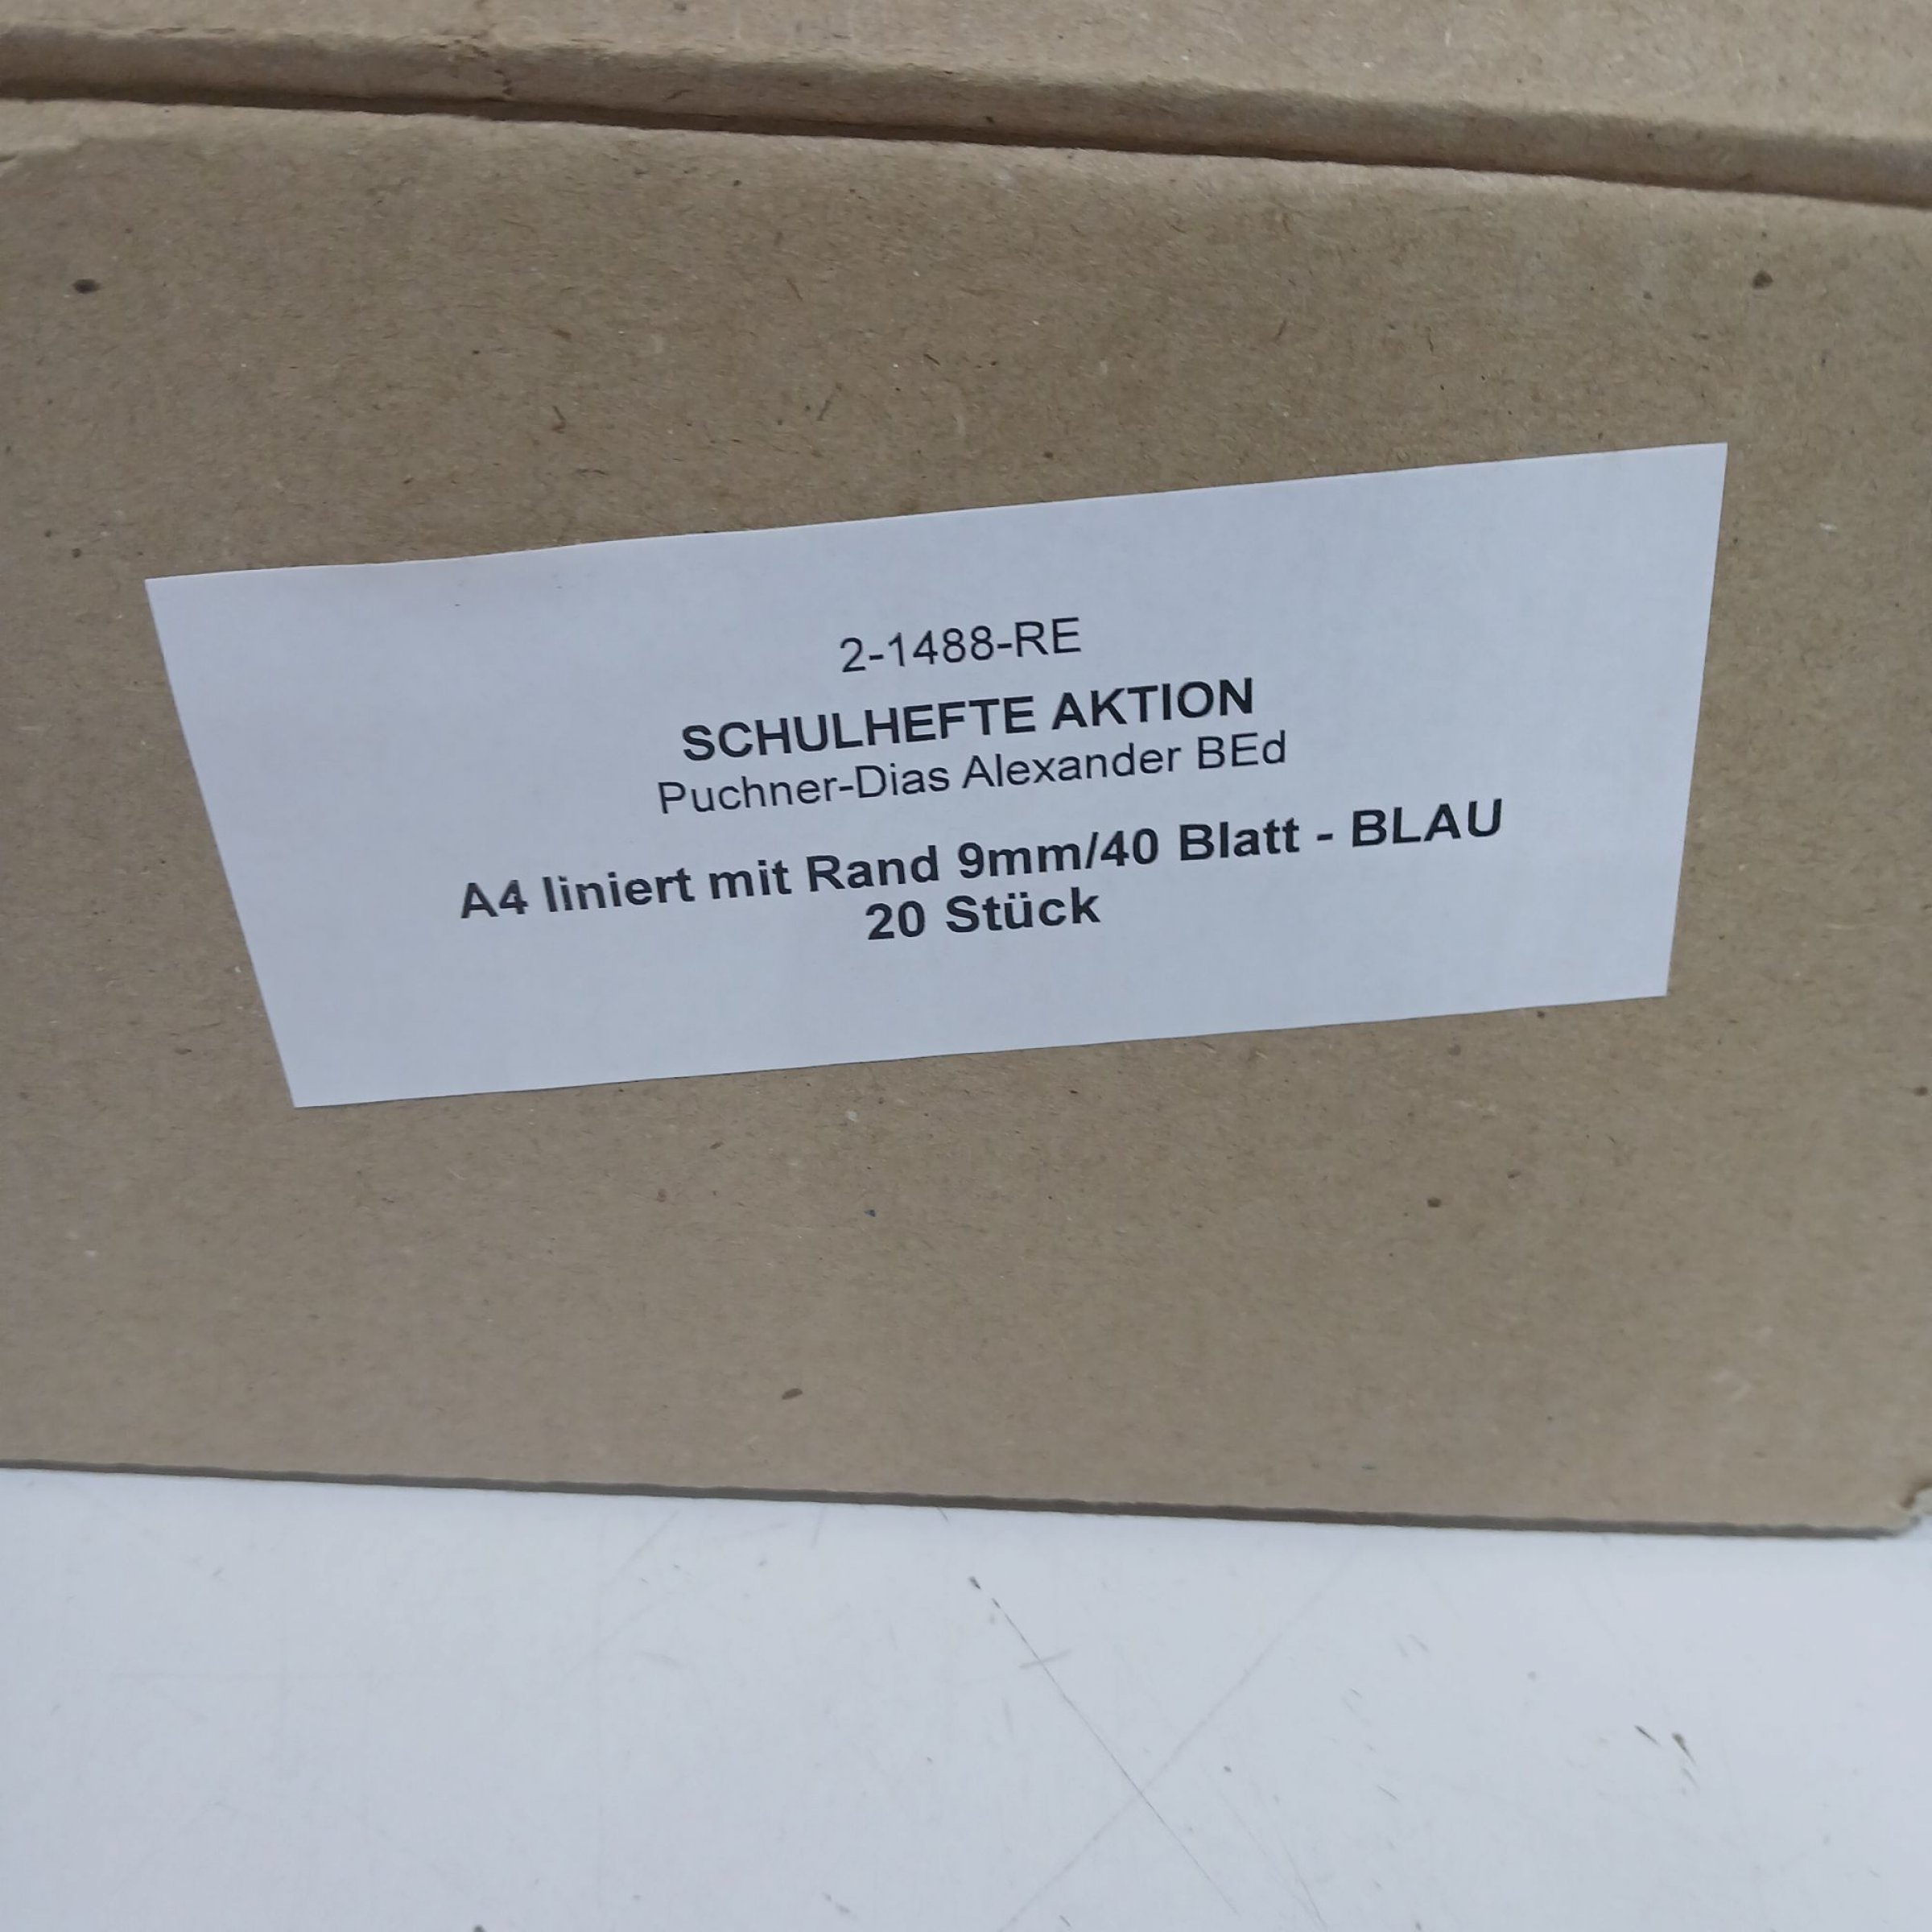 2-1488-RE
SCHULHEFTE AKTION
Puchner-Dias Alexander BEd
A4 liniert mit Rand 9mm/40 Blatt - BLAU
20 Stück